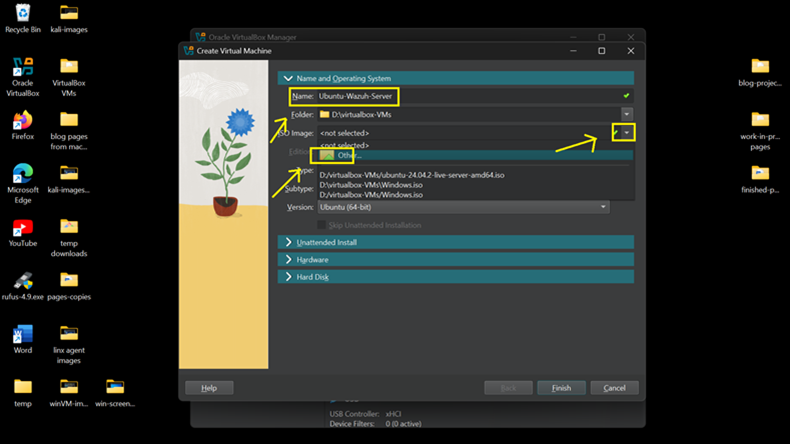 Recycle Bin
kali-images
Oracle VirtualBox
VirtualBox VMs
Firefox
blog pages from mac...
Microsoft Edge
kali-images...
YouTube
temp downloads
rufus-4.9.exe
pages-copies
Word
linx agent images
temp
winVM-im...
win-screen...
Oracle VirtualBox Manager
Create Virtual Machine
Name and Operating System
Name: Ubuntu-Wazuh-Server
Folder: D:\virtualbox-VMs
ISO Image: <not selected>
<not selected>
Other...
D:/virtualbox-VMs/ubuntu-24.04.2-live-server-amd64.iso
D:\virtualbox-VMs\Windows.iso
D:/virtualbox-VMs/Windows.iso
Subtype:
Version: Ubuntu (64-bit)
Skip Unattended Installation
Unattended Install
Hardware
Hard Disk
Help
Back
Finish
Cancel
USB Controller: xHCI
Device Filters: 0 (0 active)
blog-projec...
work-in-pr... pages
finished-p...